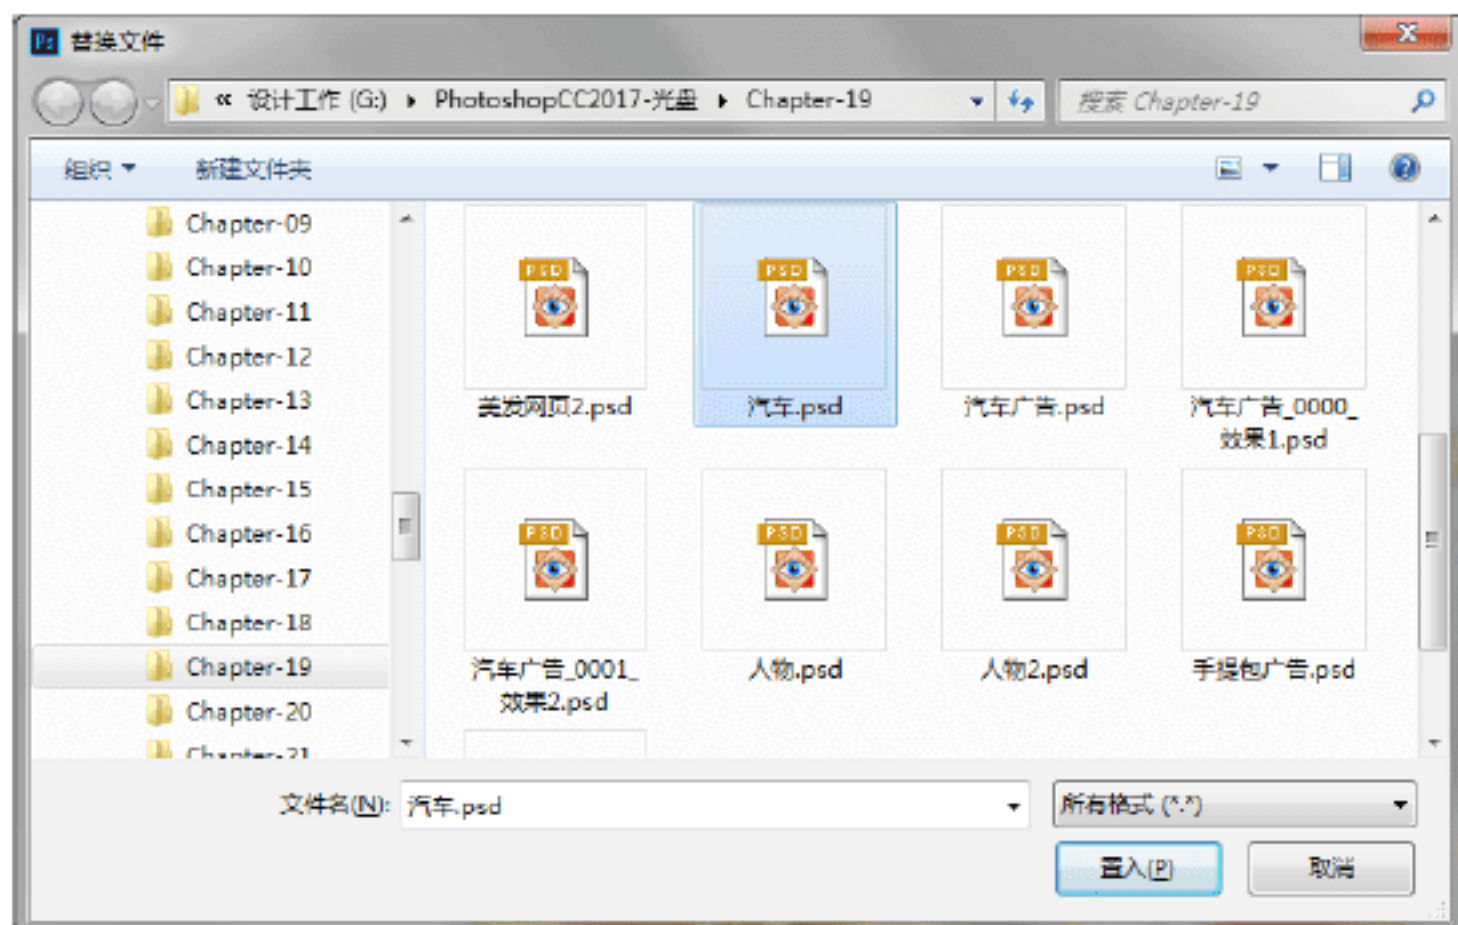 Ps 替换文件
« 设计工作 (G:) PhotoshopCC2017-光盘 Chapter-19
搜索 Chapter-19
组织
新建文件夹
Chapter-09
Chapter-10
Chapter-11
Chapter-12
Chapter-13
Chapter-14
Chapter-15
Chapter-16
Chapter-17
Chapter-18
Chapter-19
Chapter-20
Chapter-21
PSD
PSD
PSD
PSD
美发网页2.psd
汽车.psd
汽车广告.psd
汽车广告_0000_
效果1.psd
PSD
PSD
PSD
PSD
汽车广告_0001_
效果2.psd
人物.psd
人物2.psd
手提包广告.psd
文件名(N):
汽车.psd
所有格式 (*.*)
置入(P)
取消